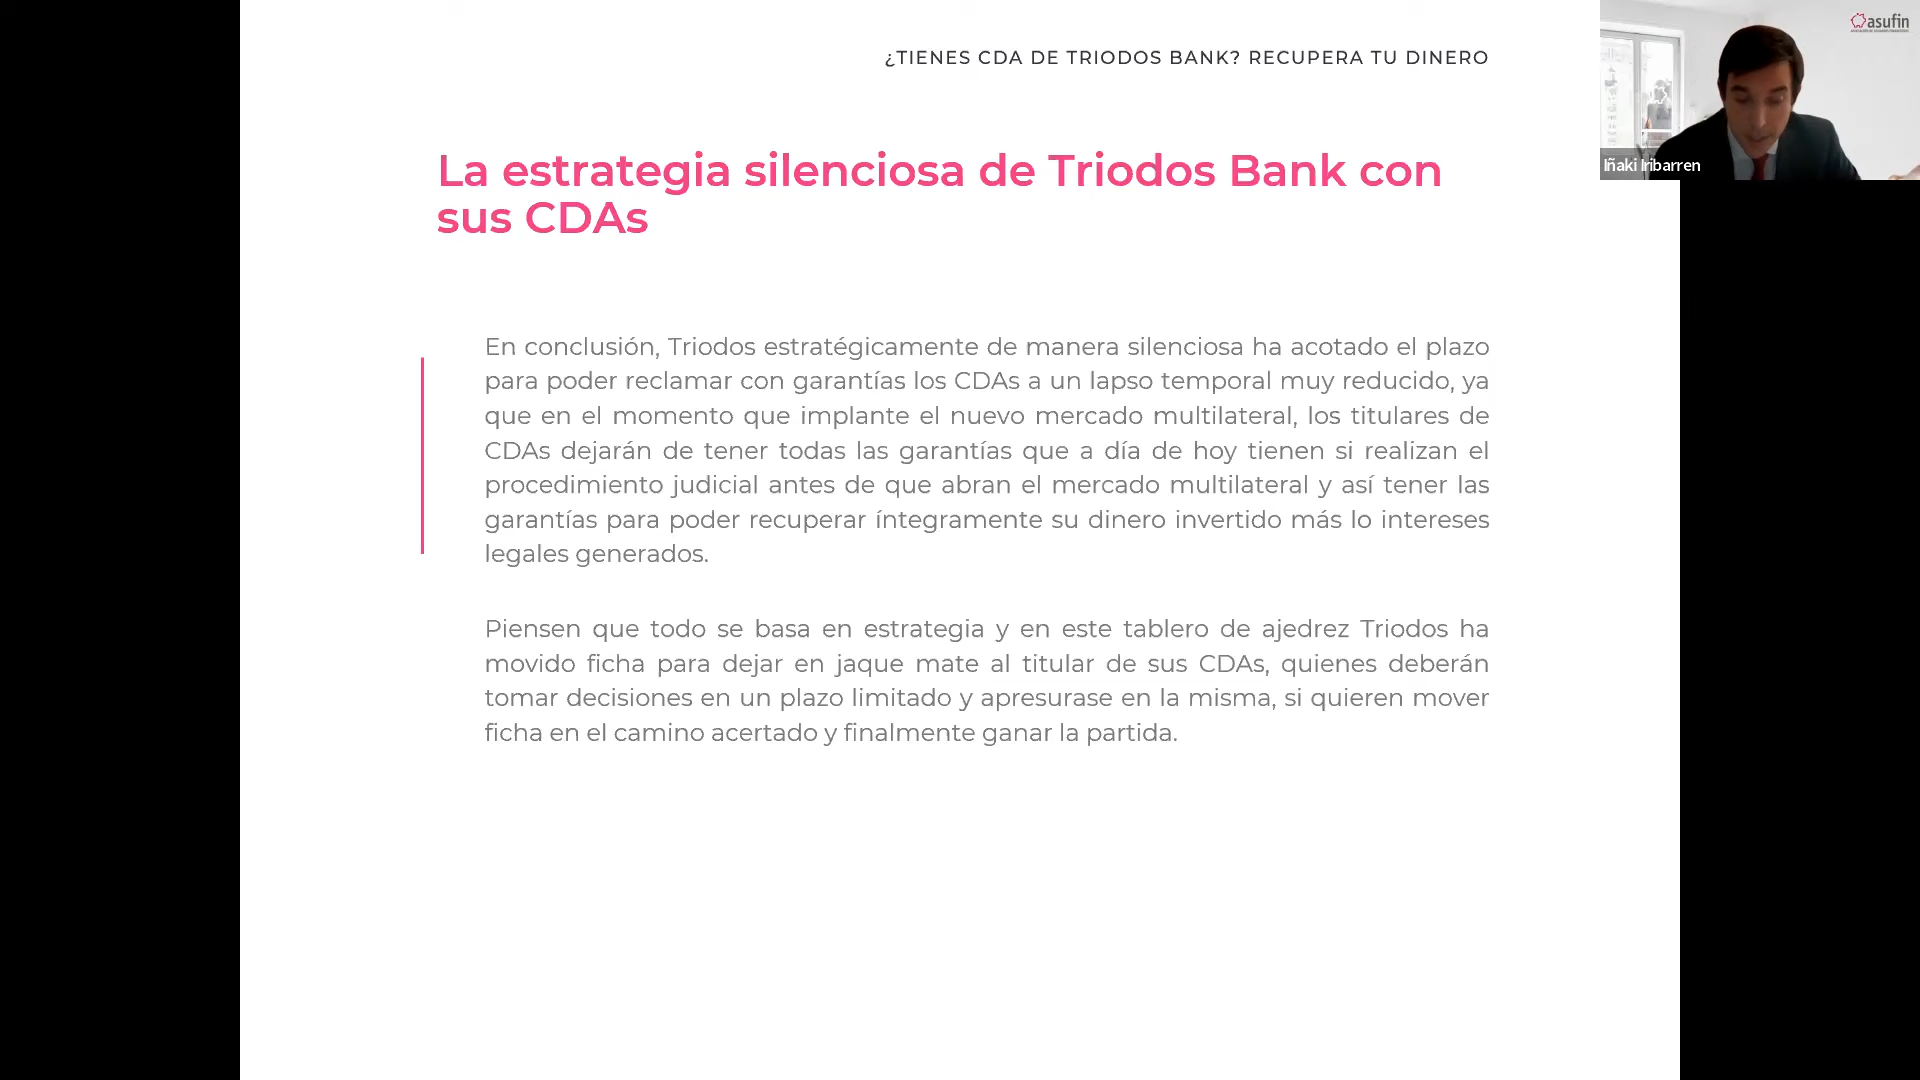 ¿TIENES CDA DE TRIODOS BANK? RECUPERA TU DINERO
asufin
Iñaki Iribarren
La estrategia silenciosa de Triodos Bank con
sus CDAs
En conclusión, Triodos estratégicamente de manera silenciosa ha acotado el plazo
para poder reclamar con garantías los CDAs a un lapso temporal muy reducido, ya
que en el momento que implante el nuevo mercado multilateral, los titulares de
CDAs dejarán de tener todas las garantías que a día de hoy tienen si realizan el
procedimiento judicial antes de que abran el mercado multilateral y así tener las
garantías para poder recuperar íntegramente su dinero invertido más lo intereses
legales generados.
Piensen que todo se basa en estrategia y en este tablero de ajedrez Triodos ha
movido ficha para dejar en jaque mate al titular de sus CDAs, quienes deberán
tomar decisiones en un plazo limitado y apresurase en la misma, si quieren mover
ficha en el camino acertado y finalmente ganar la partida.